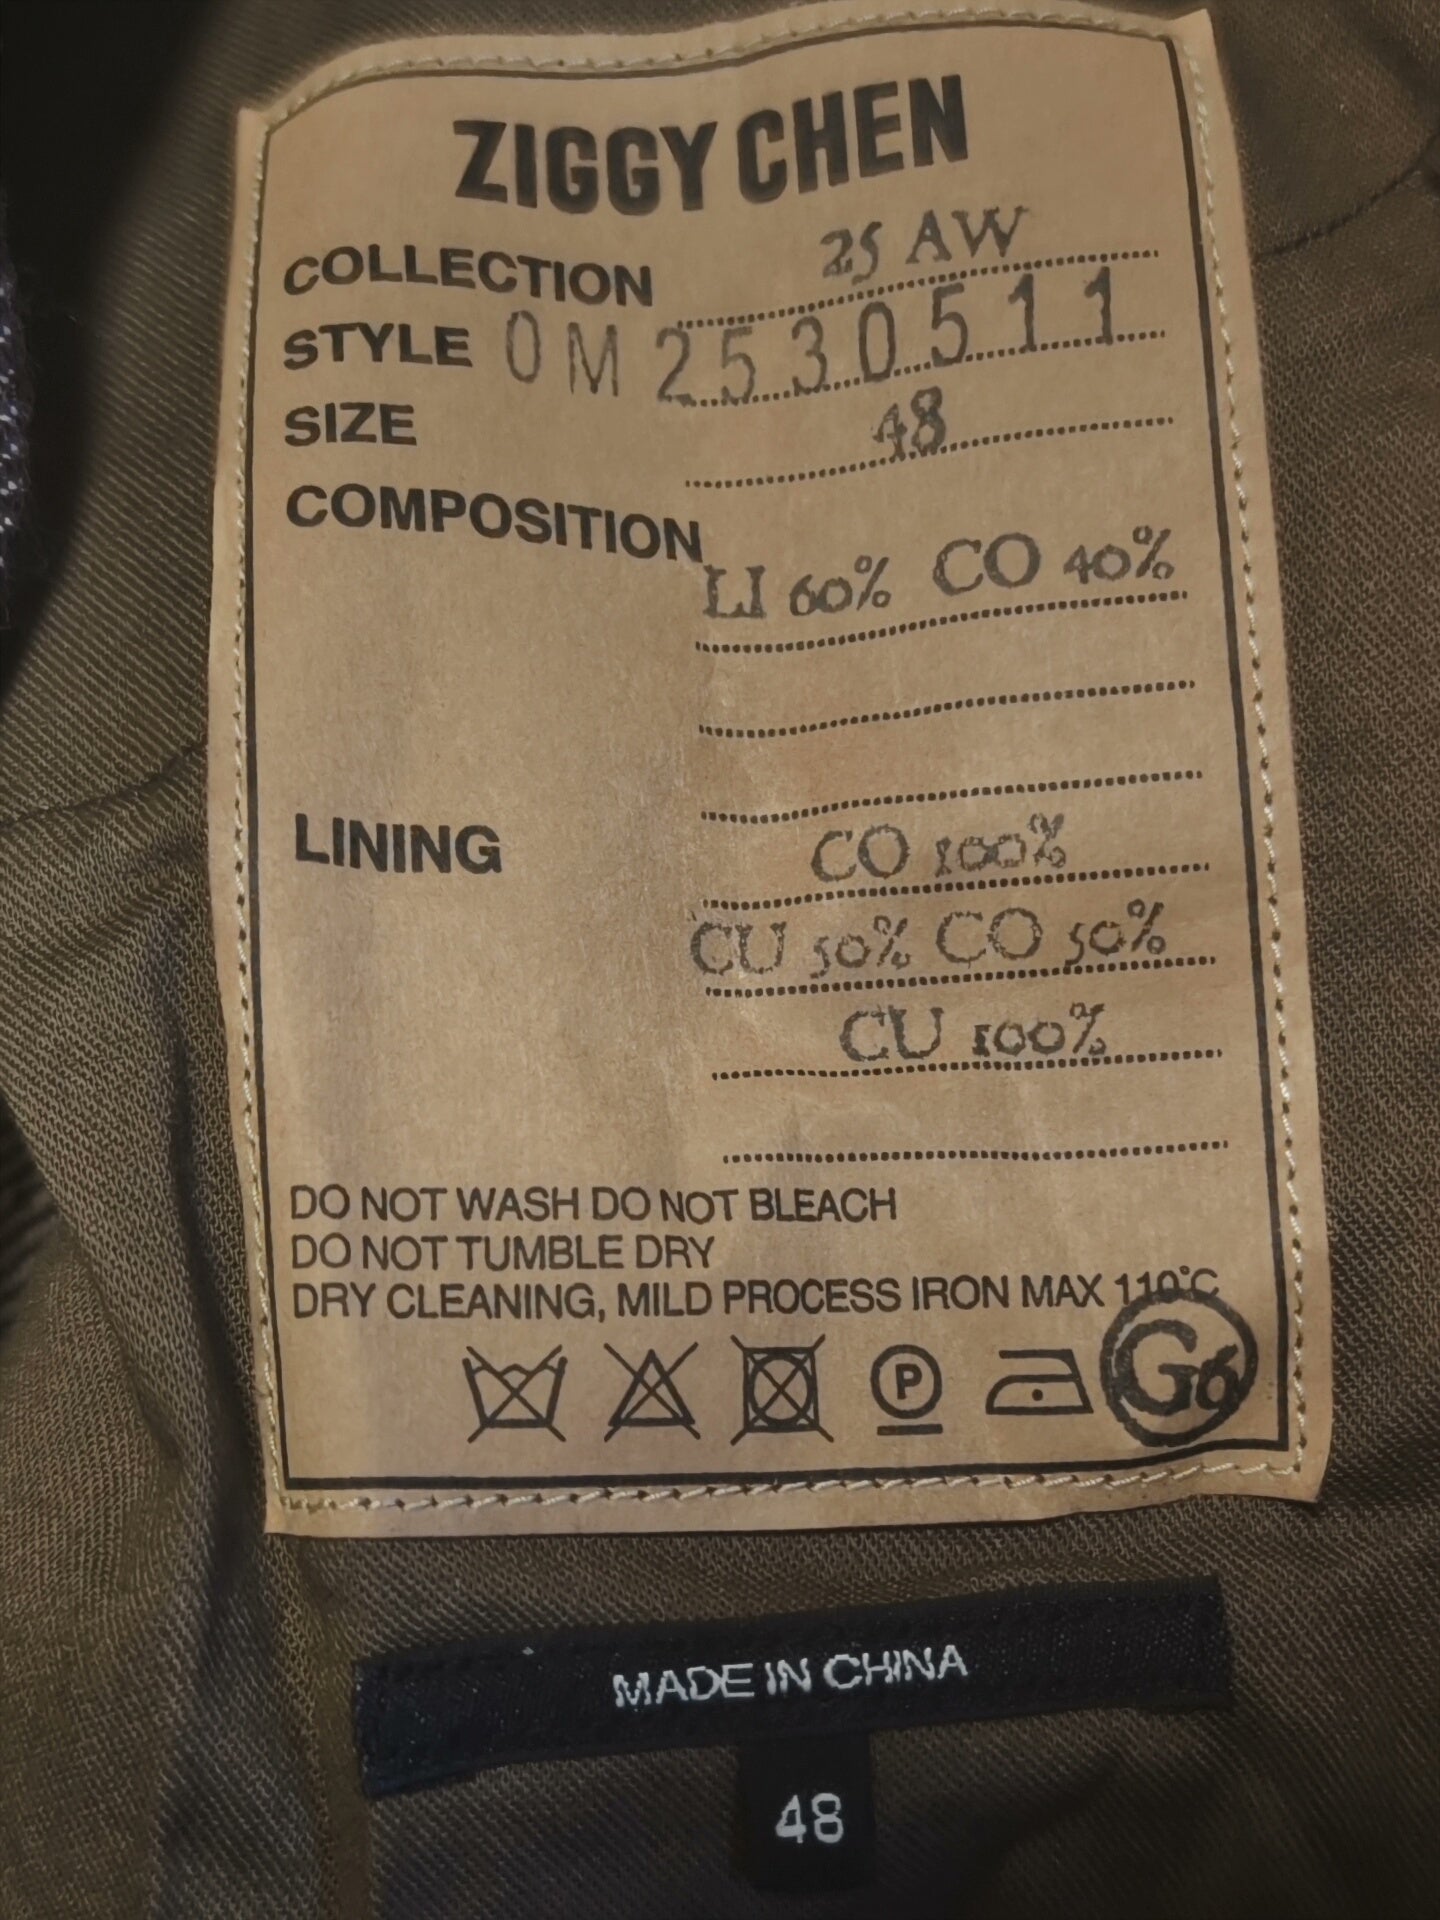 ZIGGY CHEN
COLLECTION 25 AW
STYLE 0M2530511
SIZE 48
COMPOSITION
LI 60% CO 40%
LINING CO 100%
CU 50% CO 50%
CU 100%
DO NOT WASH DO NOT BLEACH
DO NOT TUMBLE DRY
DRY CLEANING, MILD PROCESS IRON MAX 110°C
P
G6
MADE IN CHINA
48